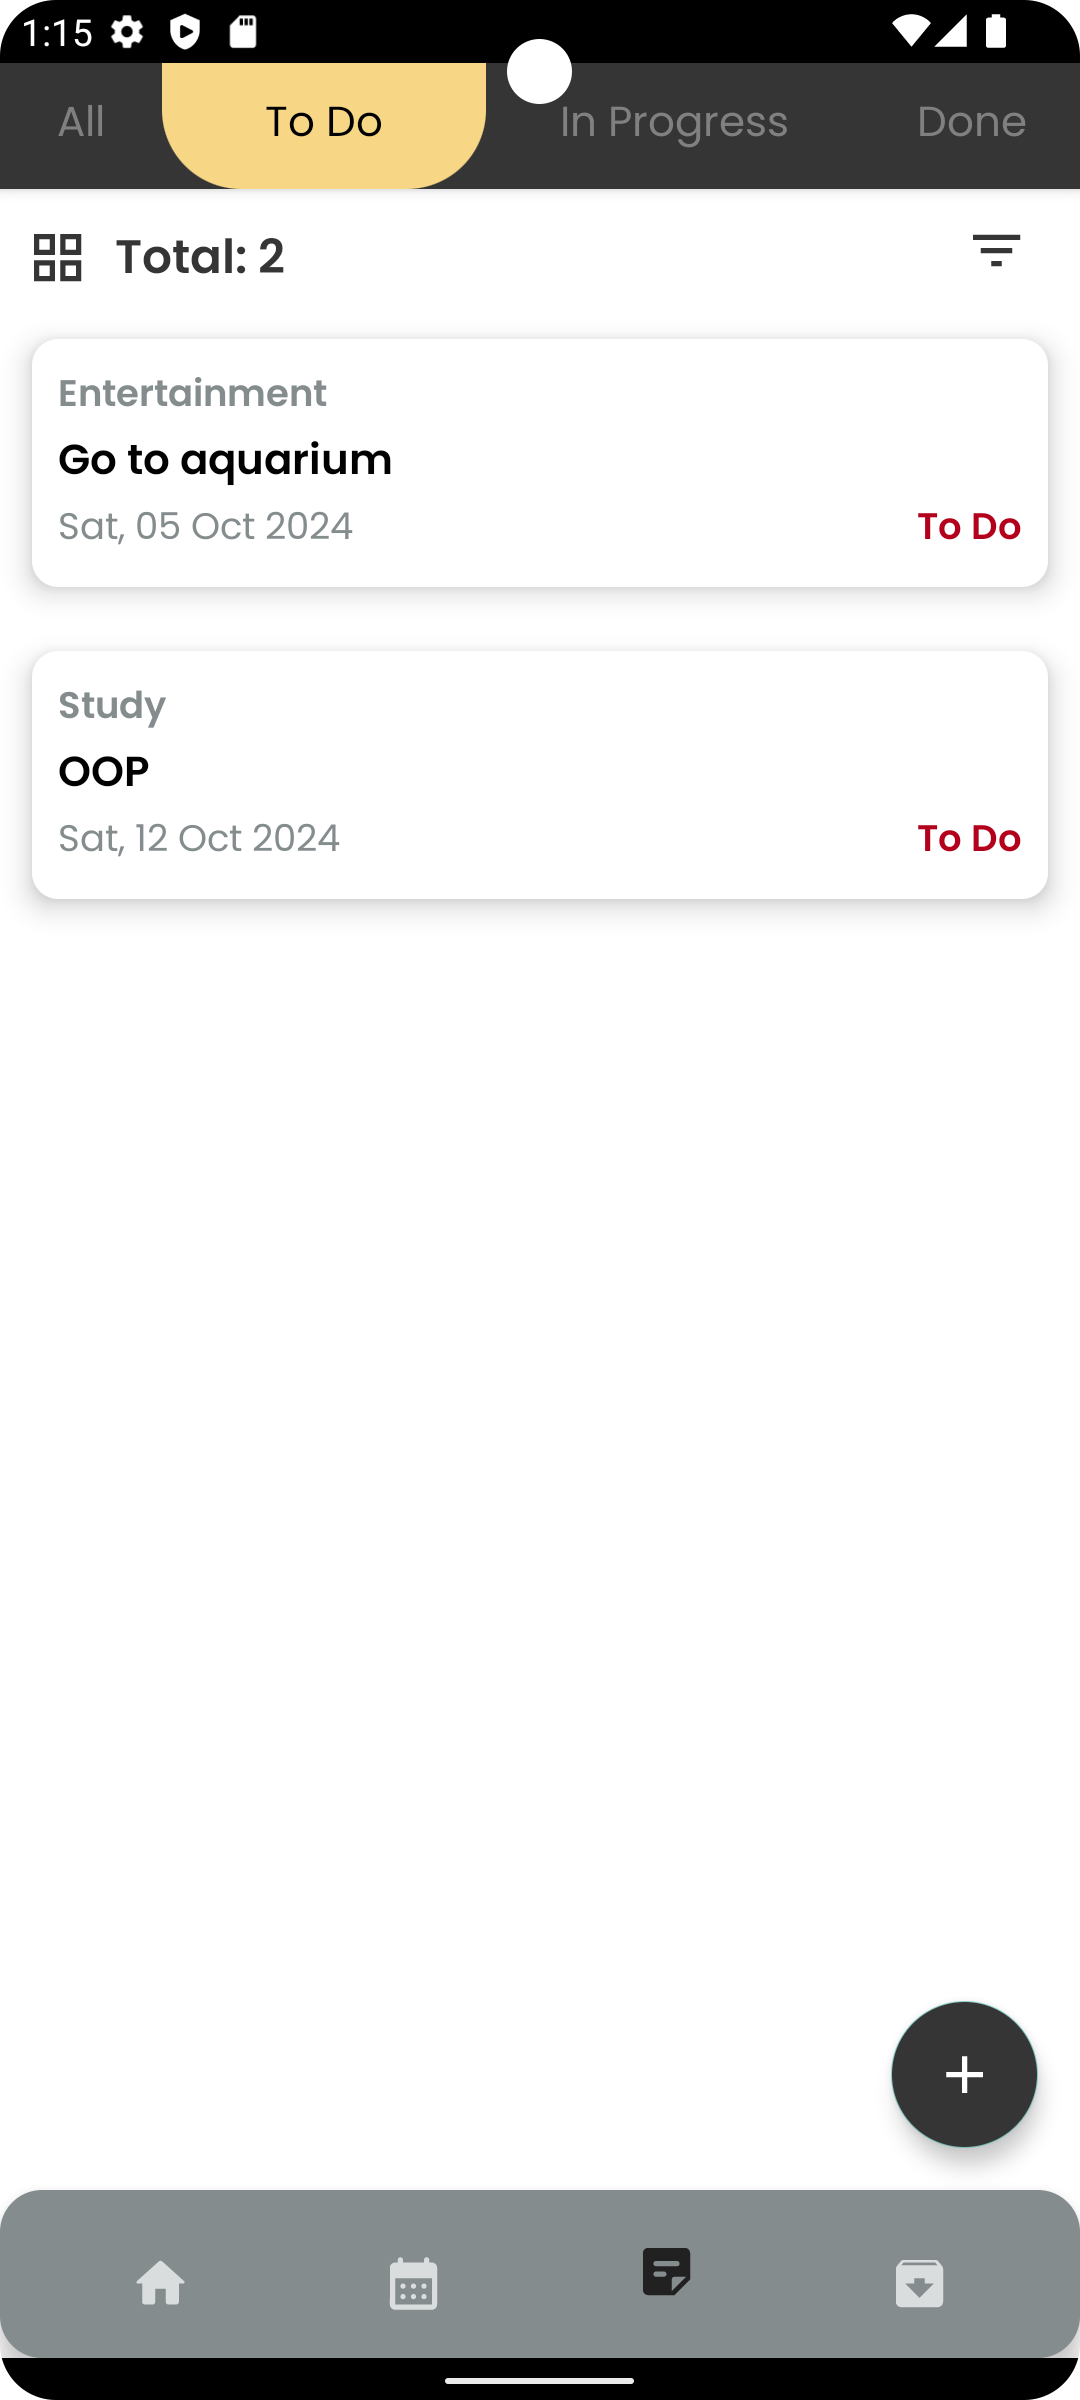 1:15
All To Do In Progress Done
Total: 2
Entertainment
Go to aquarium
Sat, 05 Oct 2024 To Do
Study
OOP
Sat, 12 Oct 2024 To Do